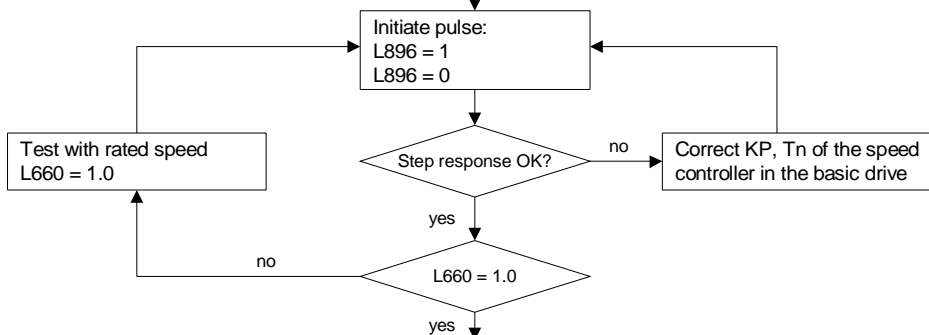 Initiate pulse:
L896 = 1
L896 = 0
Test with rated speed
L660 = 1.0
Step response OK?
no
Correct KP, Tn of the speed
controller in the basic drive
yes
no
L660 = 1.0
yes